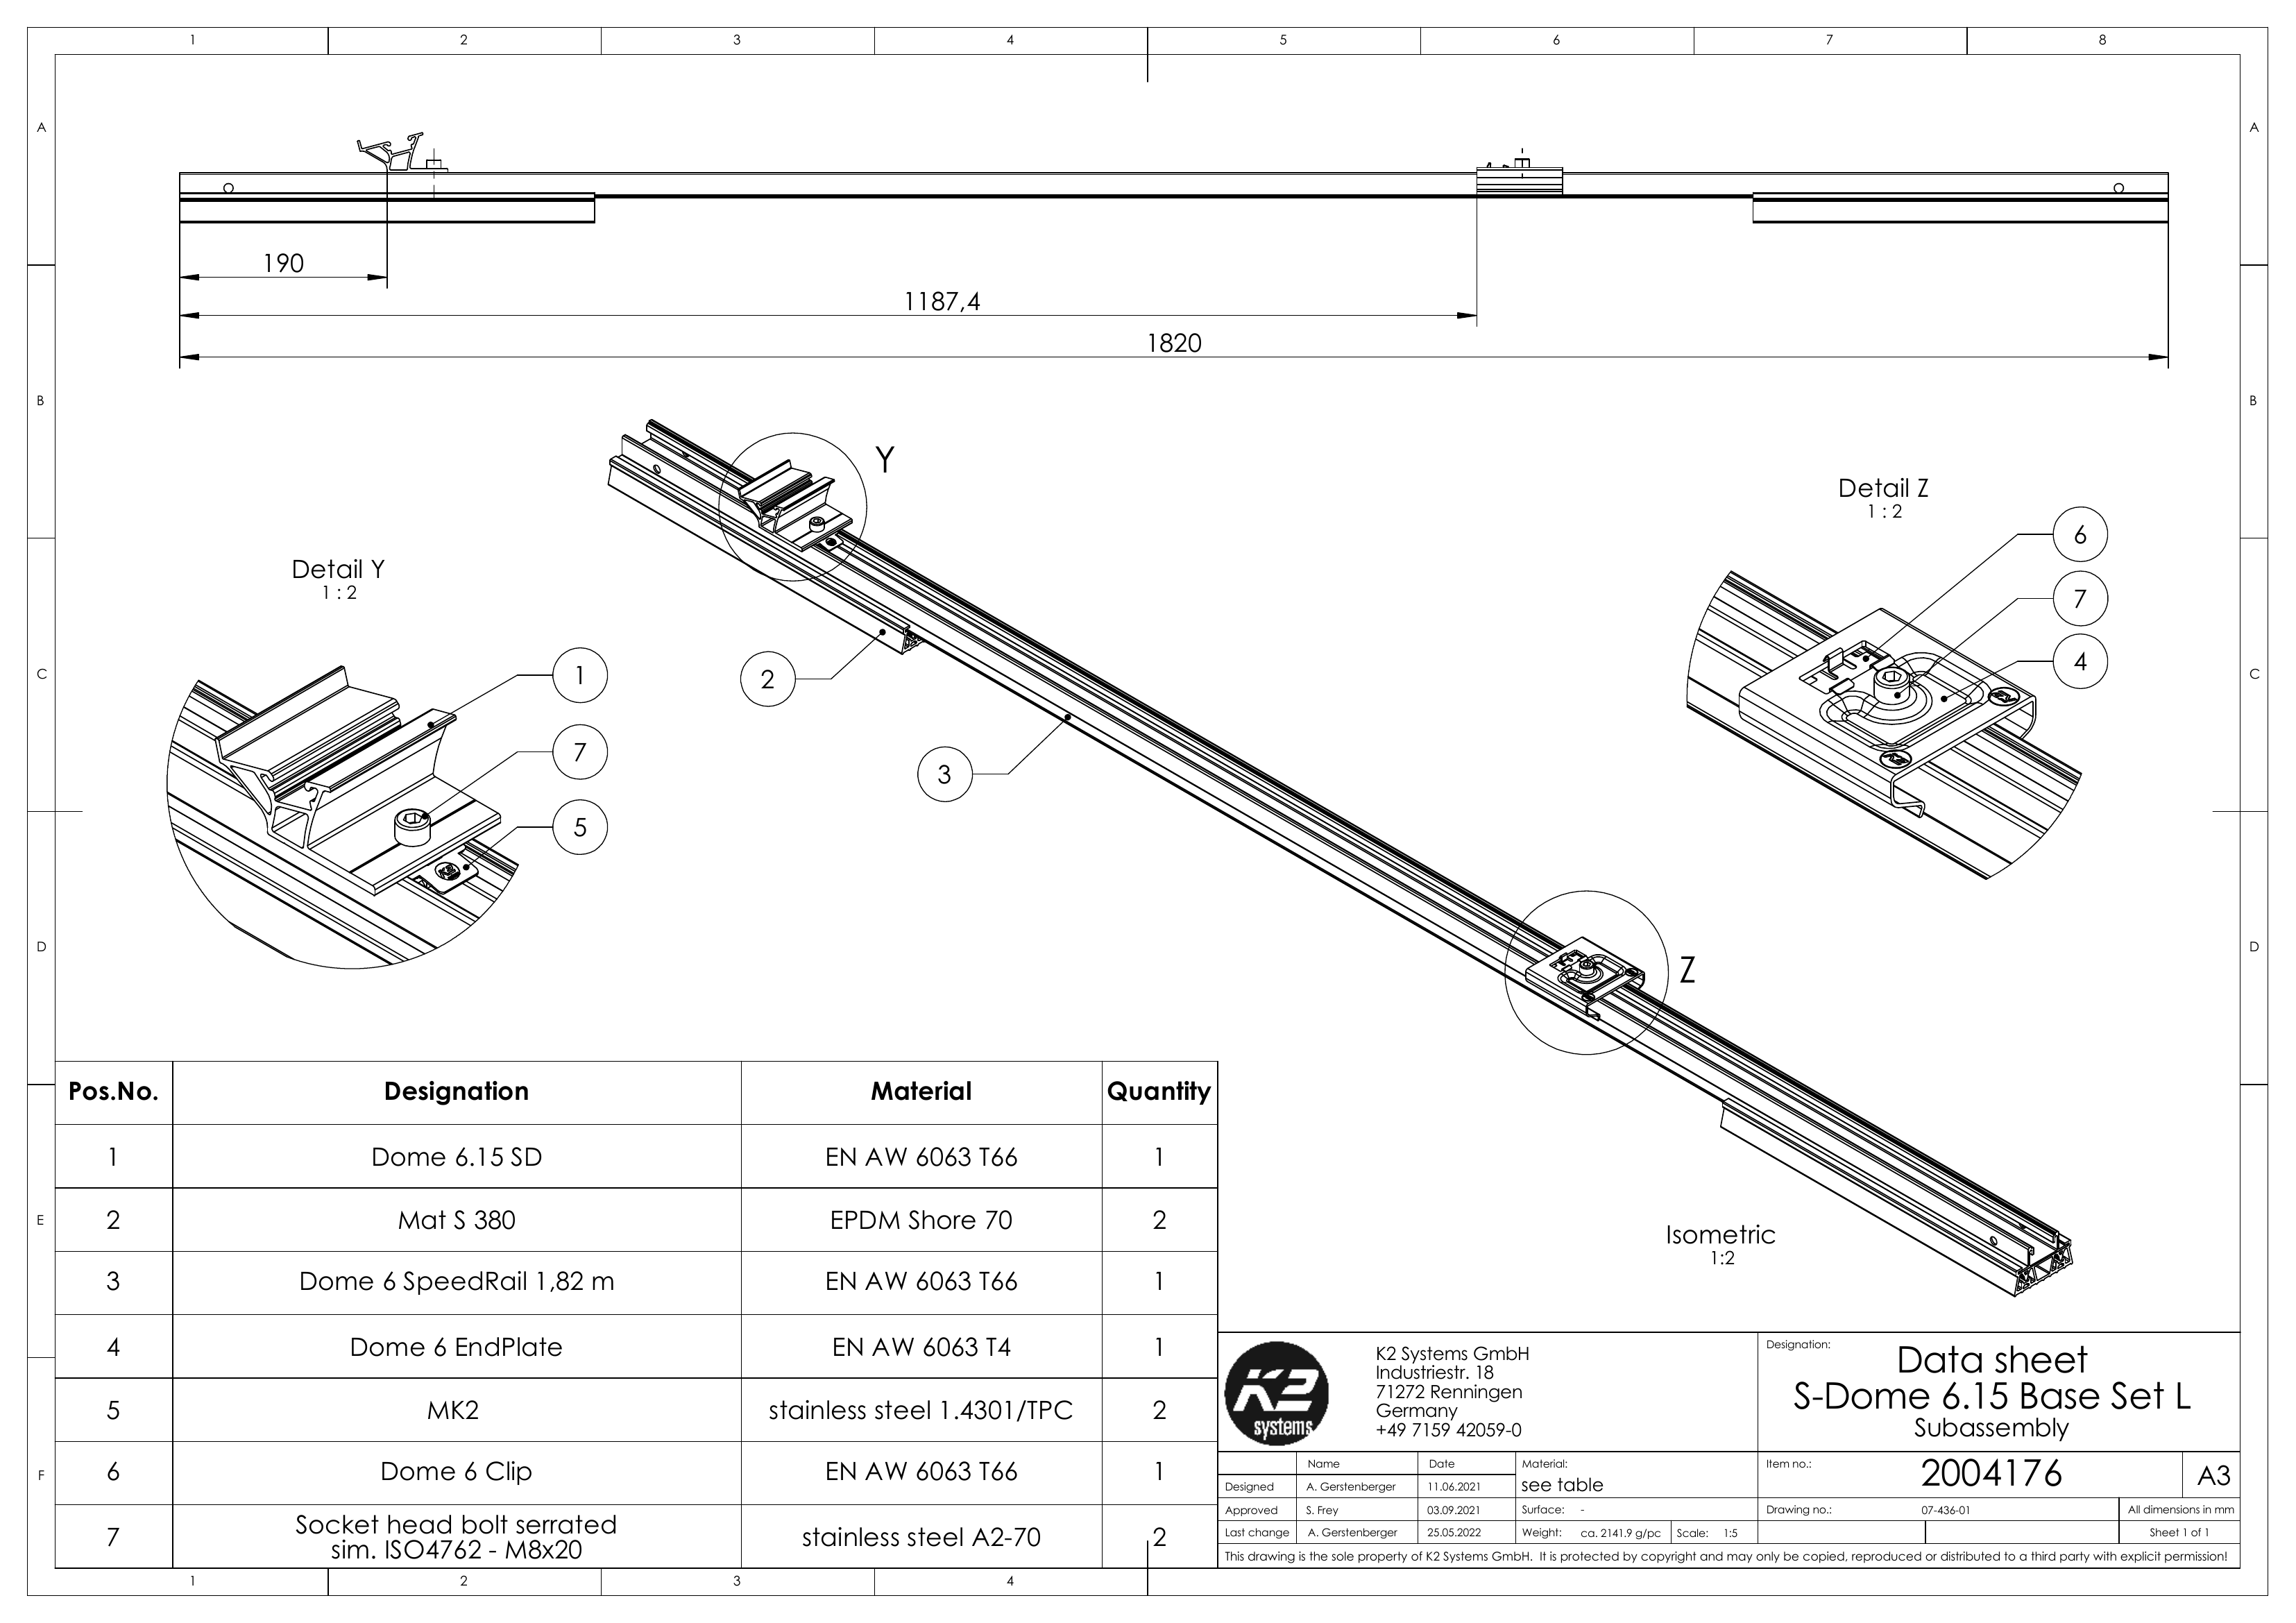 1 2 3 4 5 6 7 8
A A
190
1187,4
1820
B B
Y
Detail Z
1 : 2
6
7
4
Detail Y
1 : 2
1
7
5
2
3
C C
Z
D D
Isometric
1:2
Pos.No. Designation Material Quantity
1 Dome 6.15 SD EN AW 6063 T66 1
2 Mat S 380 EPDM Shore 70 2
3 Dome 6 SpeedRail 1,82 m EN AW 6063 T66 1
4 Dome 6 EndPlate EN AW 6063 T4 1
5 MK2 stainless steel 1.4301/TPC 2
6 Dome 6 Clip EN AW 6063 T66 1
7 Socket head bolt serrated
sim. ISO4762 - M8x20 stainless steel A2-70 2
E
F
K2
systems
K2 Systems GmbH
Industriestr. 18
71272 Renningen
Germany
+49 7159 42059-0
Designation:
Data sheet
S-Dome 6.15 Base Set L
Subassembly
Name Date
Designed A. Gerstenberger 11.06.2021
Approved S. Frey 03.09.2021
Last change A. Gerstenberger 25.05.2022
Material:
see table
Surface: -
Weight: ca. 2141.9 g/pc Scale: 1:5
Item no.: 2004176 A3
Drawing no.: 07-436-01 All dimensions in mm
Sheet 1 of 1
This drawing is the sole property of K2 Systems GmbH. It is protected by copyright and may only be copied, reproduced or distributed to a third party with explicit permission!
1 2 3 4